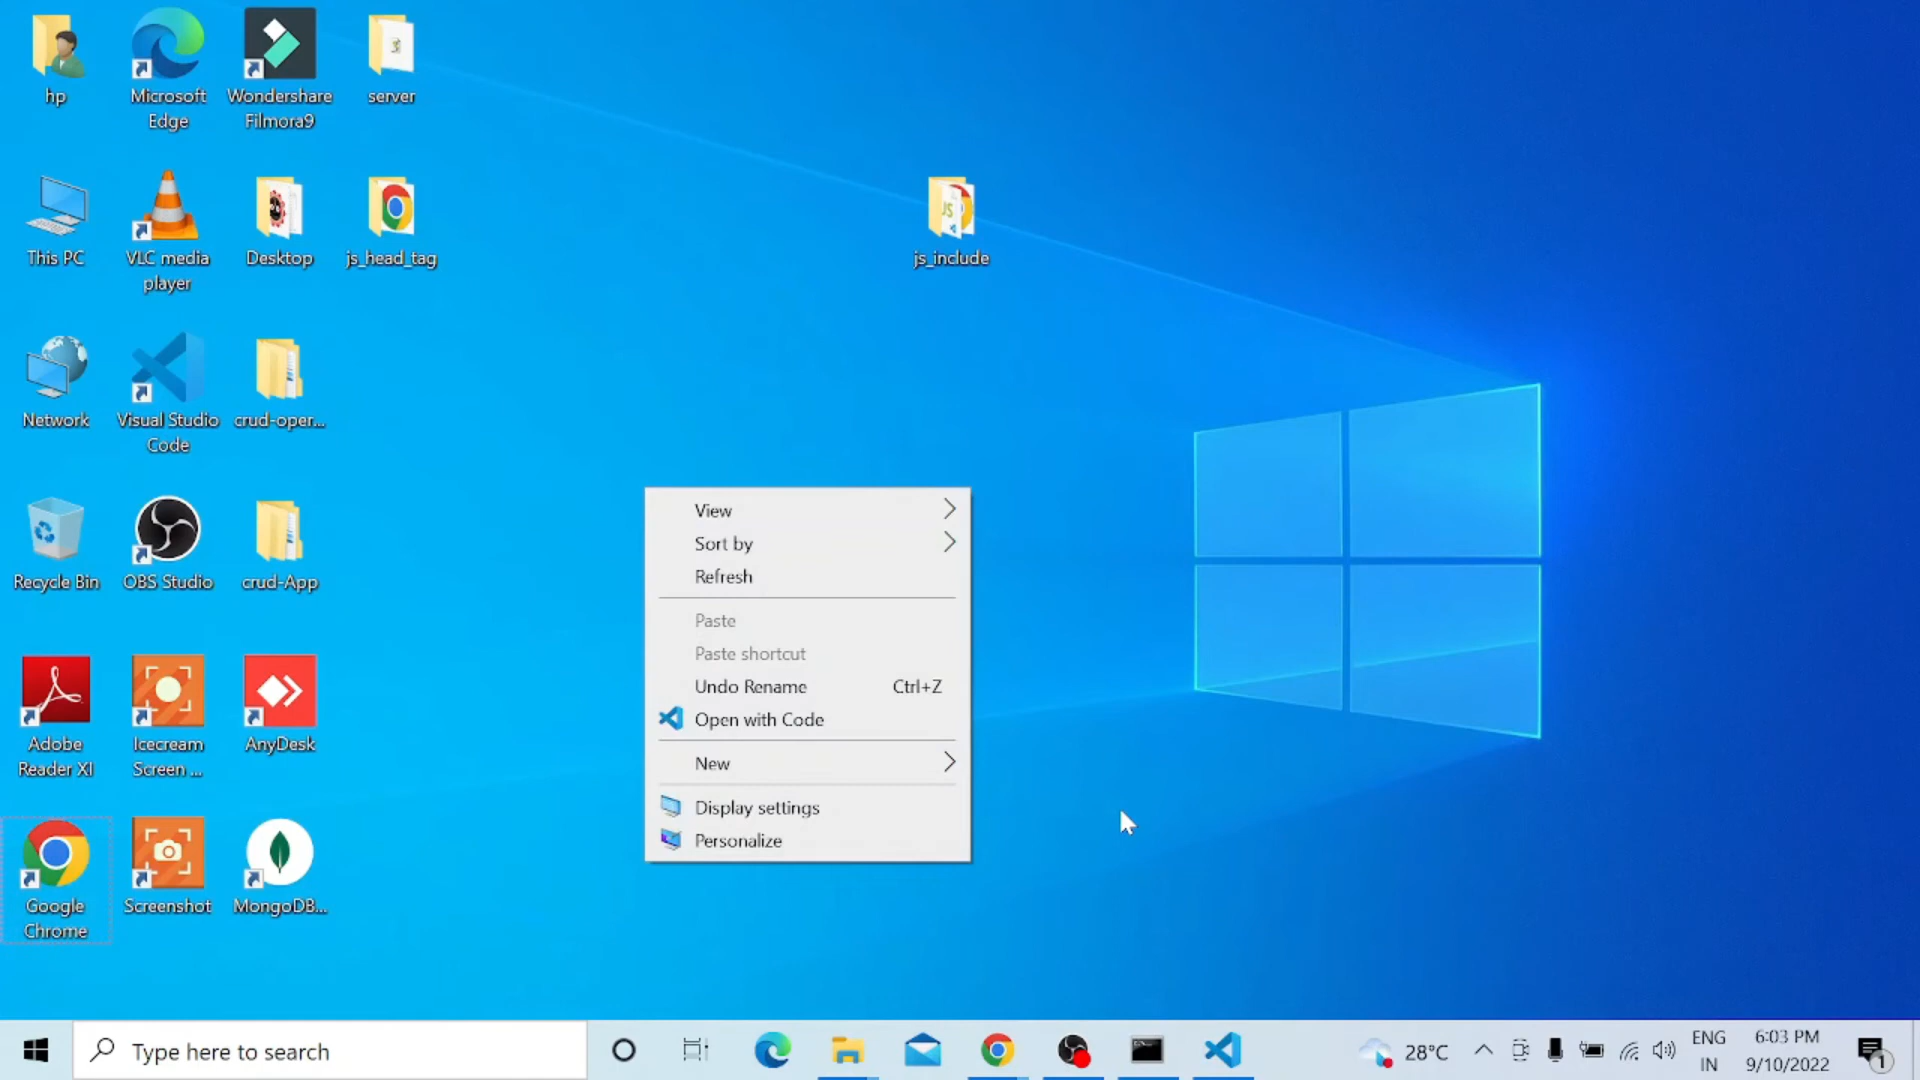 hp
Microsoft
Edge
Wondershare
Filmora9
server
This PC
VLC media
player
Desktop
js_head_tag
js_include
JS
Network
Visual Studio
Code
crud-oper...
Recycle Bin
OBS Studio
crud-App
Adobe
Reader XI
Icecream
Screen ...
AnyDesk
Google
Chrome
Screenshot
MongoDB...
View
Sort by
Refresh
Paste
Paste shortcut
Undo Rename Ctrl+Z
Open with Code
New
Display settings
Personalize
Type here to search
28°C
ENG
IN
6:03 PM
9/10/2022
1